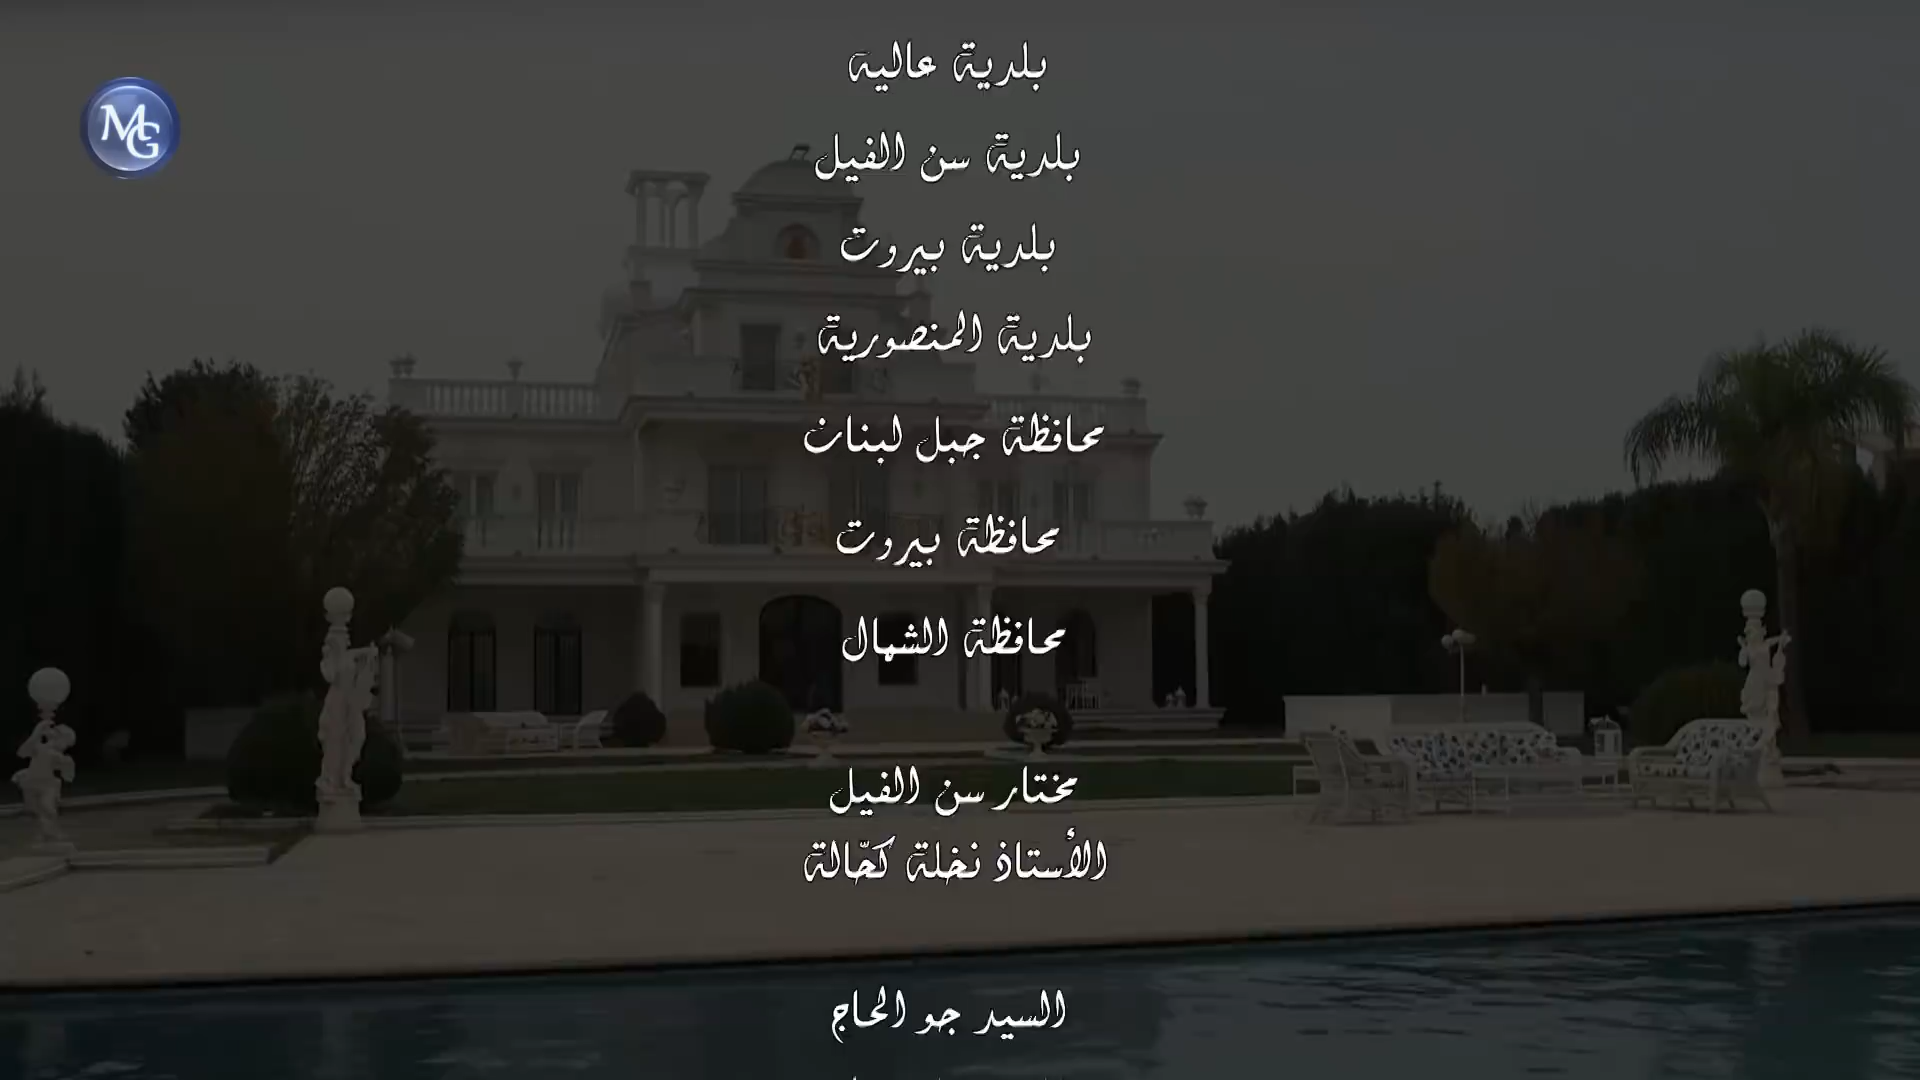 MG
بلدية عالية
بلدية سن الفيل
بلدية بيروت
بلدية المنصورية
محافظة جبل لبنان
محافظة بيروت
محافظة الشمال
مختار سن الفيل
الأستاذ نخلة كحّالة
السيد جو الحاج